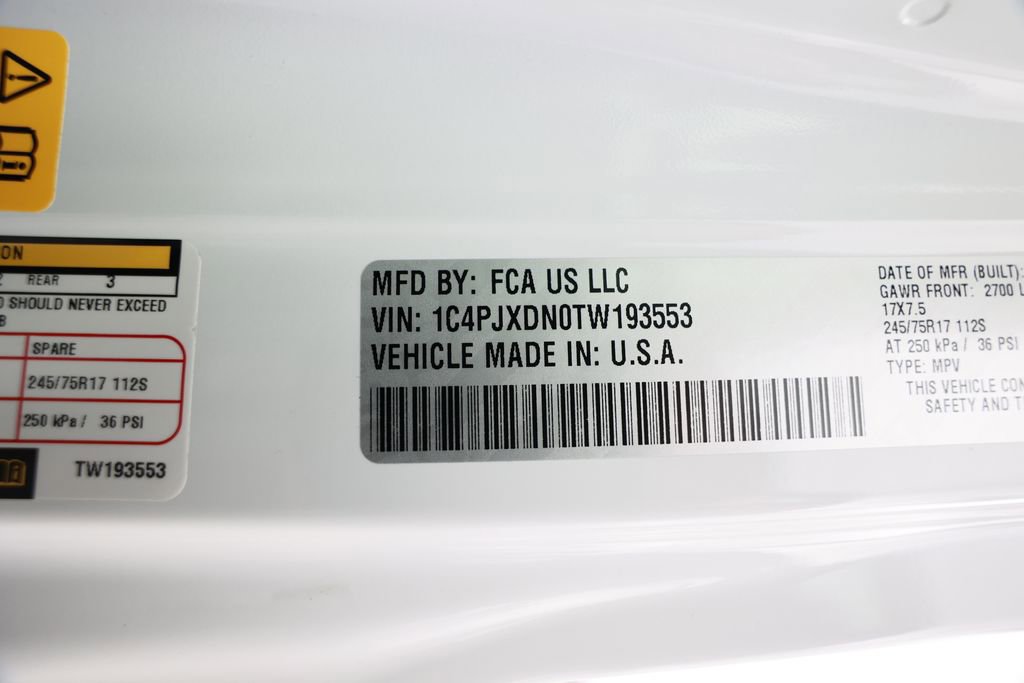 ON
2 REAR 3
SHOULD NEVER EXCEED
SPARE
245/75R17 112S
250 kPa / 36 PSI
TW193553
MFD BY: FCA US LLC
VIN: 1C4PJXDN0TW193553
VEHICLE MADE IN: U.S.A.
DATE OF MFR (BUILT):
GAWR FRONT: 2700 L
17X7.5
245/75R17 112S
AT 250 kPa / 36 PSI
TYPE: MPV
THIS VEHICLE CON
SAFETY AND T